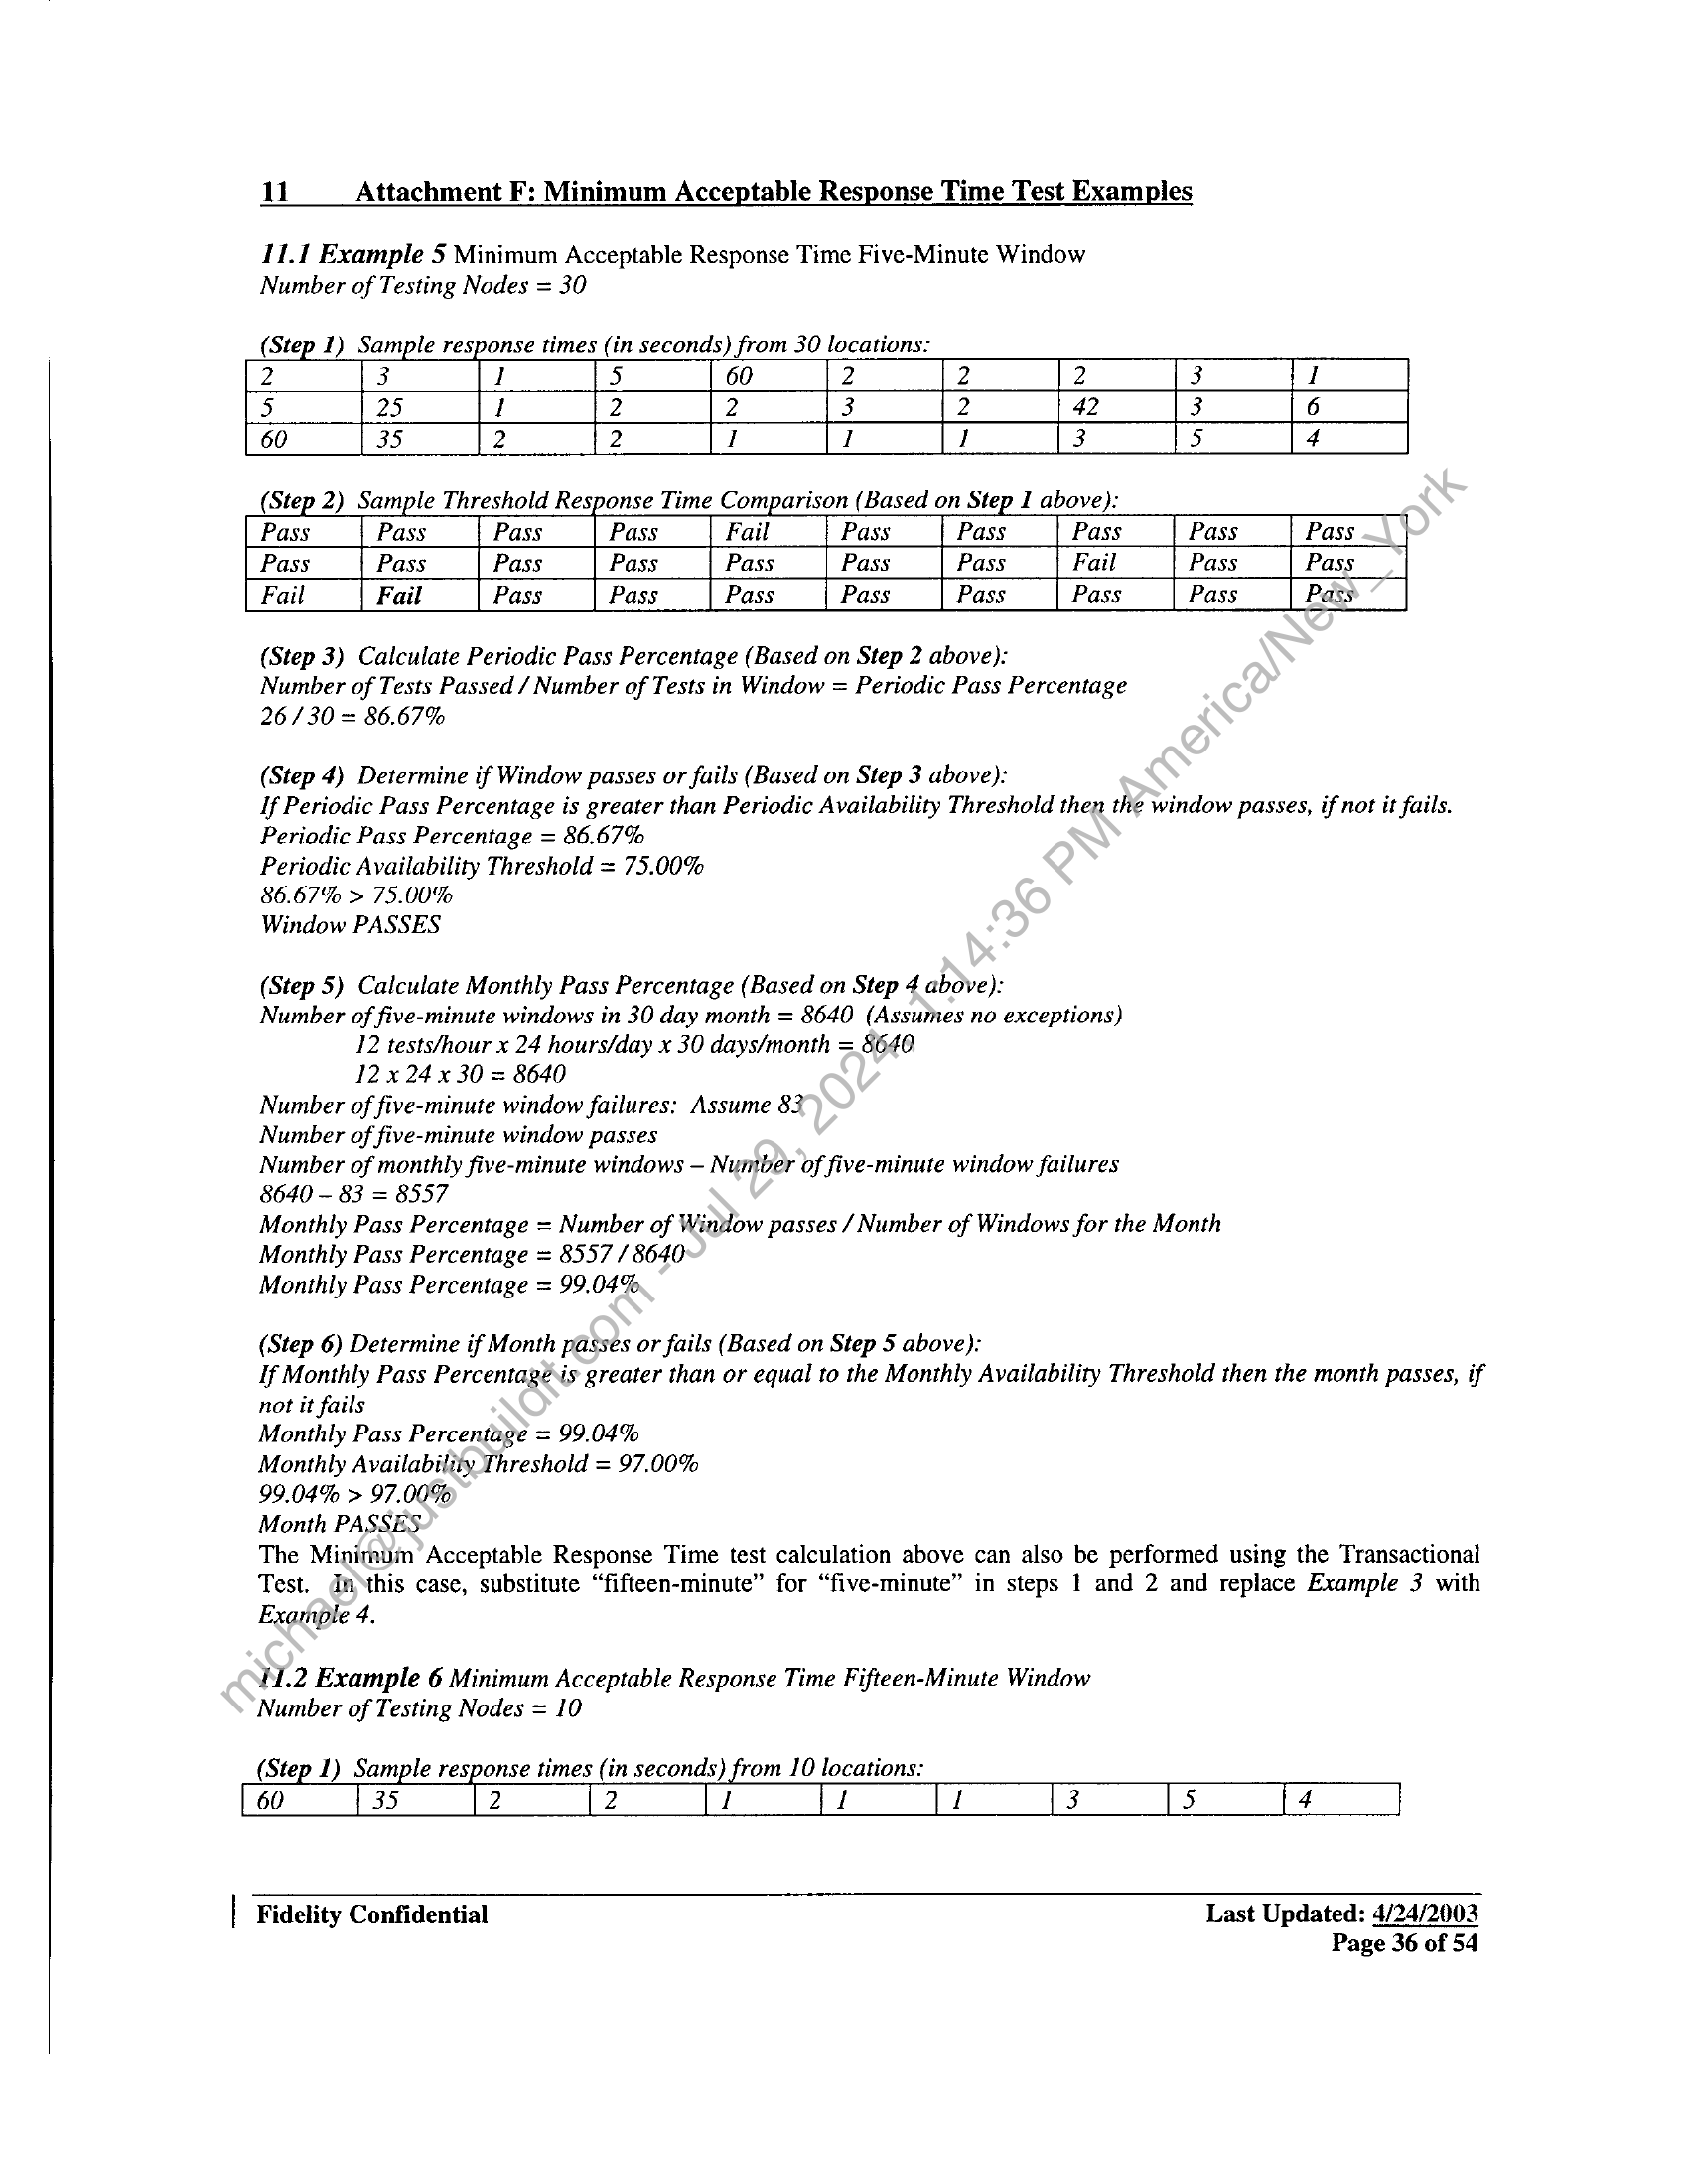 11 Attachment F: Minimum Acceptable Response Time Test Examples
11.1 Example 5 Minimum Acceptable Response Time Five-Minute Window
Number of Testing Nodes = 30
(Step 1) Sample response times (in seconds) from 30 locations:
2 3 1 5 60 2 2 2 3 1
5 25 1 2 2 3 2 42 3 6
60 35 2 2 1 1 1 3 5 4
(Step 2) Sample Threshold Response Time Comparison (Based on Step 1 above):
Pass Pass Pass Pass Fail Pass Pass Pass Pass Pass
Pass Pass Pass Pass Pass Pass Pass Fail Pass Pass
Fail Fail Pass Pass Pass Pass Pass Pass Pass Pass
(Step 3) Calculate Periodic Pass Percentage (Based on Step 2 above):
Number of Tests Passed / Number of Tests in Window = Periodic Pass Percentage
26 / 30 = 86.67%
(Step 4) Determine if Window passes or fails (Based on Step 3 above):
If Periodic Pass Percentage is greater than Periodic Availability Threshold then the window passes, if not it fails.
Periodic Pass Percentage = 86.67%
Periodic Availability Threshold = 75.00%
86.67% > 75.00%
Window PASSES
(Step 5) Calculate Monthly Pass Percentage (Based on Step 4 above):
Number of five-minute windows in 30 day month = 8640 (Assumes no exceptions)
12 tests/hour x 24 hours/day x 30 days/month = 8640
12 x 24 x 30 = 8640
Number of five-minute window failures: Assume 83
Number of five-minute window passes
Number of monthly five-minute windows – Number of five-minute window failures
8640 – 83 = 8557
Monthly Pass Percentage = Number of Window passes / Number of Windows for the Month
Monthly Pass Percentage = 8557 / 8640
Monthly Pass Percentage = 99.04%
(Step 6) Determine if Month passes or fails (Based on Step 5 above):
If Monthly Pass Percentage is greater than or equal to the Monthly Availability Threshold then the month passes, if
not it fails
Monthly Pass Percentage = 99.04%
Monthly Availability Threshold = 97.00%
99.04% > 97.00%
Month PASSES
The Minimum Acceptable Response Time test calculation above can also be performed using the Transactional
Test. In this case, substitute “fifteen-minute” for “five-minute” in steps 1 and 2 and replace Example 3 with
Example 4.
11.2 Example 6 Minimum Acceptable Response Time Fifteen-Minute Window
Number of Testing Nodes = 10
(Step 1) Sample response times (in seconds) from 10 locations:
60 35 2 2 1 1 1 3 5 4
Fidelity Confidential Last Updated: 4/24/2003
Page 36 of 54
michael@justbuildit.com - Jul 29, 2024, 1:14:36 PM America/New_York